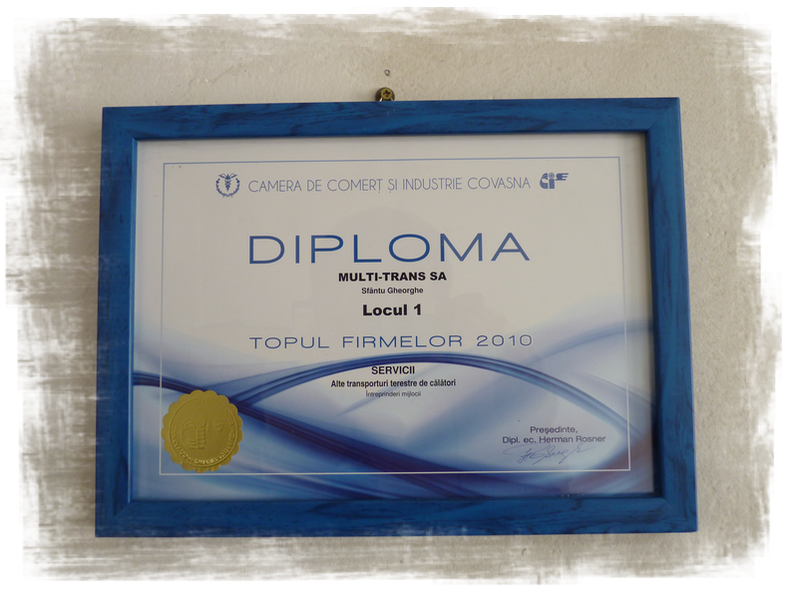 CAMERA DE COMERȚ ȘI INDUSTRIE COVASNA
DIPLOMA
MULTI-TRANS SA
Sfântu Gheorghe
Locul 1
TOPUL FIRMELOR 2010
SERVICII
Alte transporturi terestre de călători
Întreprinderi mijlocii
Președinte,
Dipl. ec. Herman Rosner